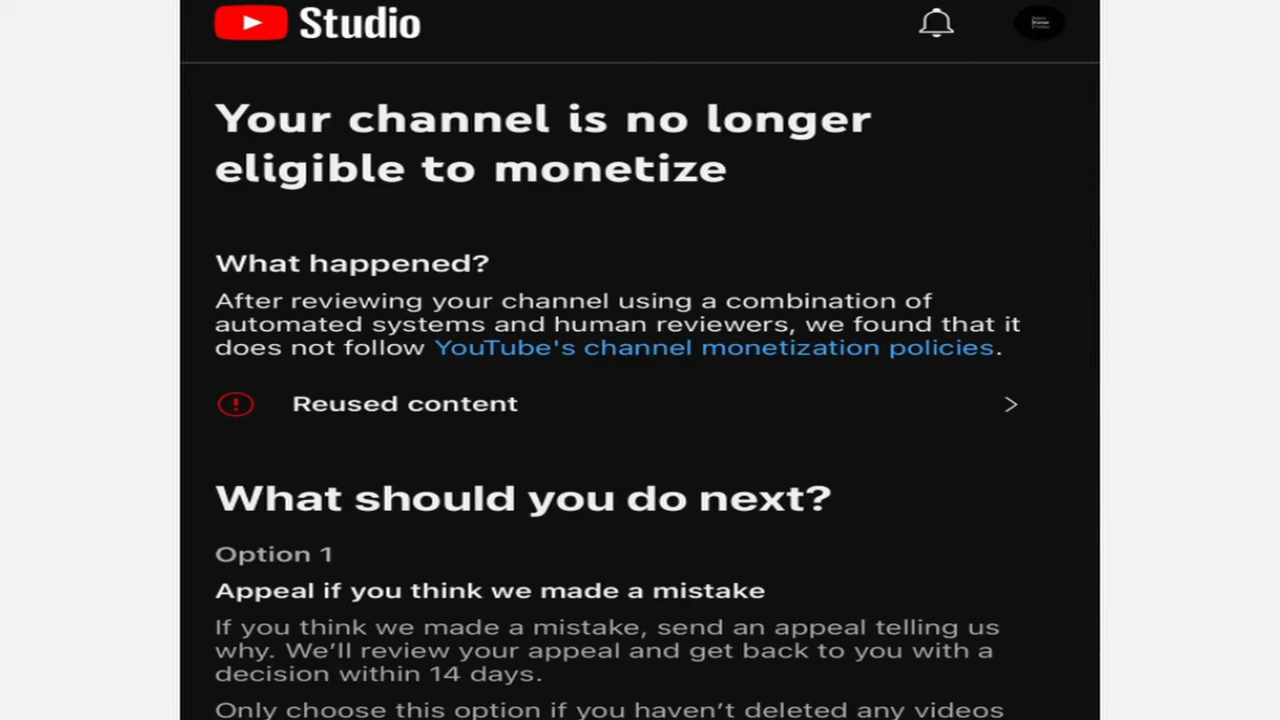 Studio
Your channel is no longer
eligible to monetize
What happened?
After reviewing your channel using a combination of
automated systems and human reviewers, we found that it
does not follow YouTube's channel monetization policies.
Reused content
What should you do next?
Option 1
Appeal if you think we made a mistake
If you think we made a mistake, send an appeal telling us
why. We’ll review your appeal and get back to you with a
decision within 14 days.
Only choose this option if you haven’t deleted any videos